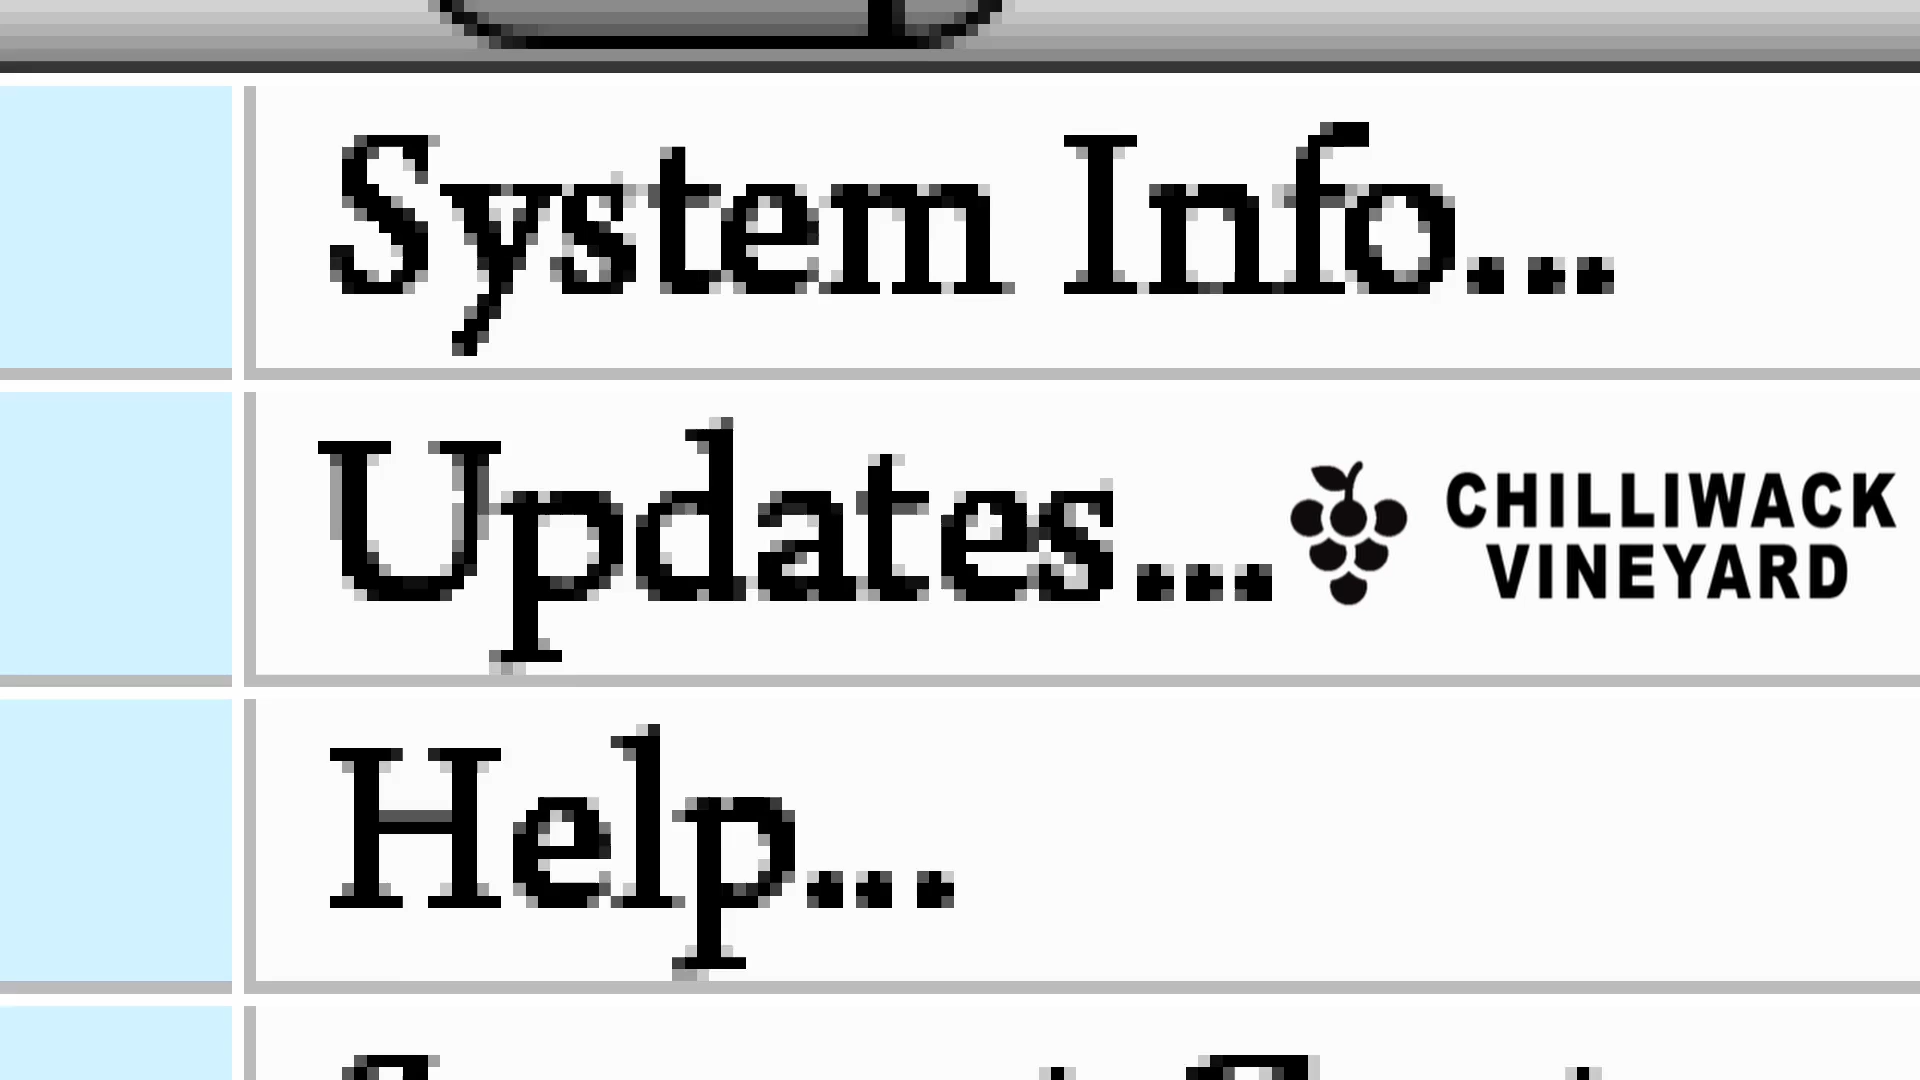 System Info...
Updates...
CHILLIWACK
VINEYARD
Help...